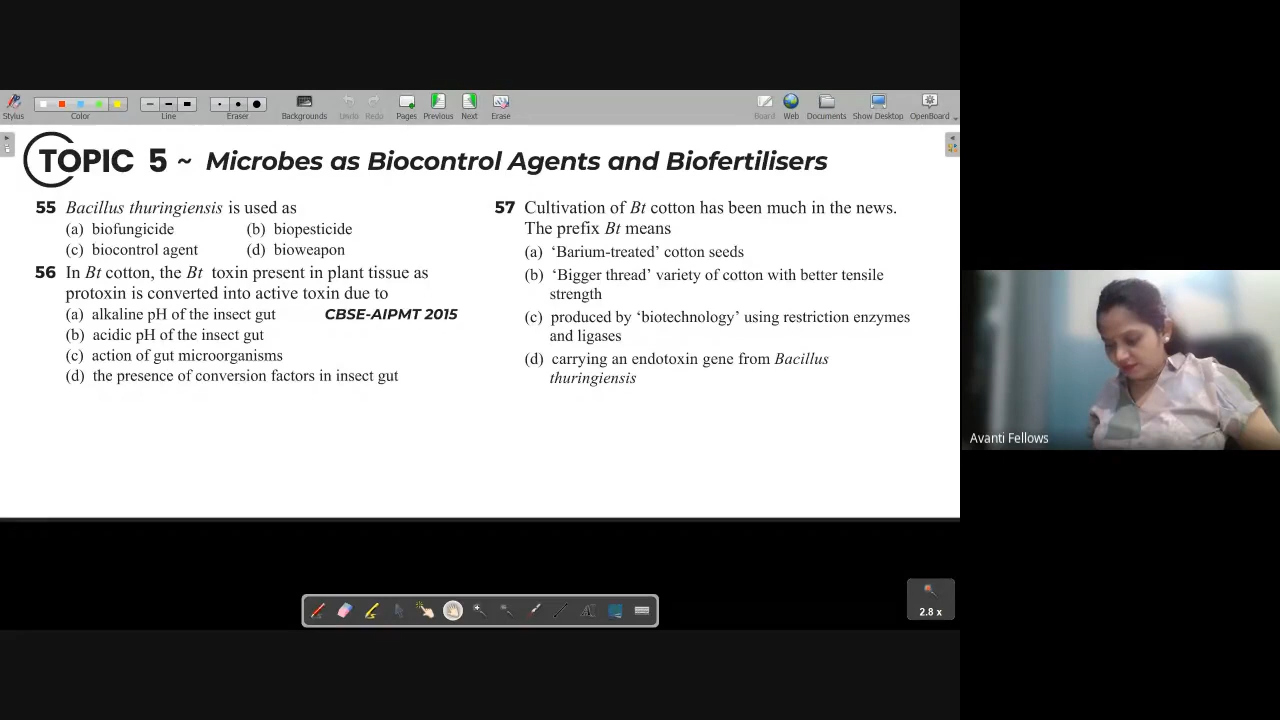 Stylus
Color
Line
Eraser
Backgrounds
Undo
Redo
Pages
Previous
Next
Erase
Board
Web
Documents
Show Desktop
OpenBoard
TOPIC 5 ~ Microbes as Biocontrol Agents and Biofertilisers
55 Bacillus thuringiensis is used as
(a) biofungicide (b) biopesticide
(c) biocontrol agent (d) bioweapon
56 In Bt cotton, the Bt toxin present in plant tissue as
protoxin is converted into active toxin due to
(a) alkaline pH of the insect gut CBSE-AIPMT 2015
(b) acidic pH of the insect gut
(c) action of gut microorganisms
(d) the presence of conversion factors in insect gut
57 Cultivation of Bt cotton has been much in the news.
The prefix Bt means
(a) ‘Barium-treated’ cotton seeds
(b) ‘Bigger thread’ variety of cotton with better tensile
strength
(c) produced by ‘biotechnology’ using restriction enzymes
and ligases
(d) carrying an endotoxin gene from Bacillus
thuringiensis
Avanti Fellows
2.8 x